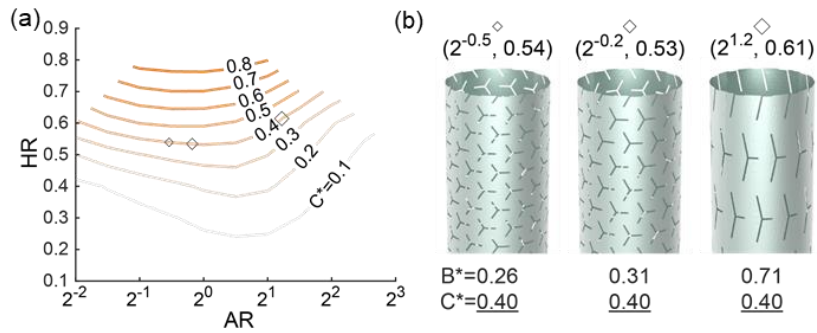 (a)
0.9
0.8
0.7
0.6
0.5
0.4
0.3
0.2
0.1
HR
2^-2 2^-1 2^0 2^1 2^2 2^3
AR
0.8
0.7
0.6
0.5
0.4
0.3
0.2
C*=0.1
(b)
(2^-0.5, 0.54) (2^-0.2, 0.53) (2^1.2, 0.61)
B*=0.26 0.31 0.71
C*=0.40 0.40 0.40